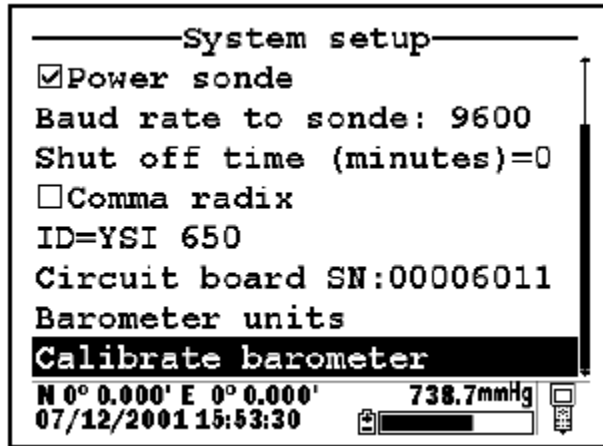 System setup
☑Power sonde
Baud rate to sonde: 9600
Shut off time (minutes)=0
☐Comma radix
ID=YSI 650
Circuit board SN:00006011
Barometer units
Calibrate barometer
N 0° 0.000' E 0° 0.000' 738.7mmHg
07/12/2001 15:53:30